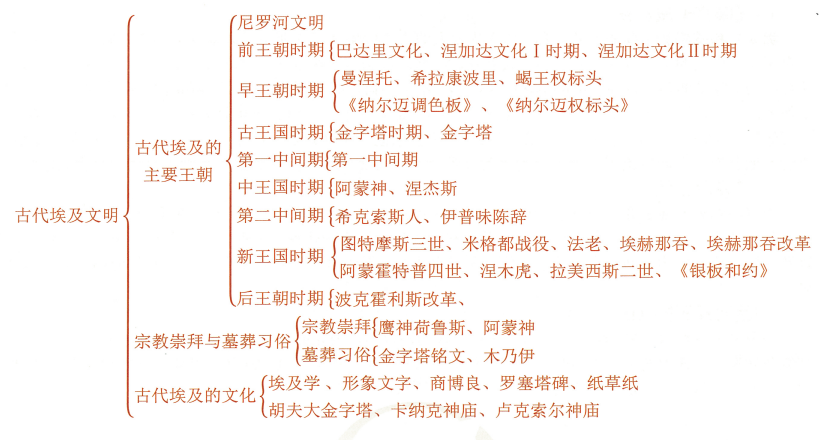 尼罗河文明
前王朝时期{巴达里文化、涅加达文化Ⅰ时期、涅加达文化Ⅱ时期
早王朝时期
曼涅托、希拉康波里、蝎王权标头
《纳尔迈调色板》、《纳尔迈权标头》
古王国时期{金字塔时期、金字塔
古代埃及的
主要王朝
第一中间期{第一中间期
中王国时期{阿蒙神、涅杰斯
古代埃及文明
第二中间期{希克索斯人、伊普味陈辞
新王国时期
图特摩斯三世、米格都战役、法老、埃赫那吞、埃赫那吞改革
阿蒙霍特普四世、涅木虎、拉美西斯二世、《银板和约》
后王朝时期{波克霍利斯改革、
宗教崇拜与墓葬习俗
宗教崇拜{鹰神荷鲁斯、阿蒙神
墓葬习俗{金字塔铭文、木乃伊
古代埃及的文化
埃及学、形象文字、商博良、罗塞塔碑、纸草纸
胡夫大金字塔、卡纳克神庙、卢克索尔神庙